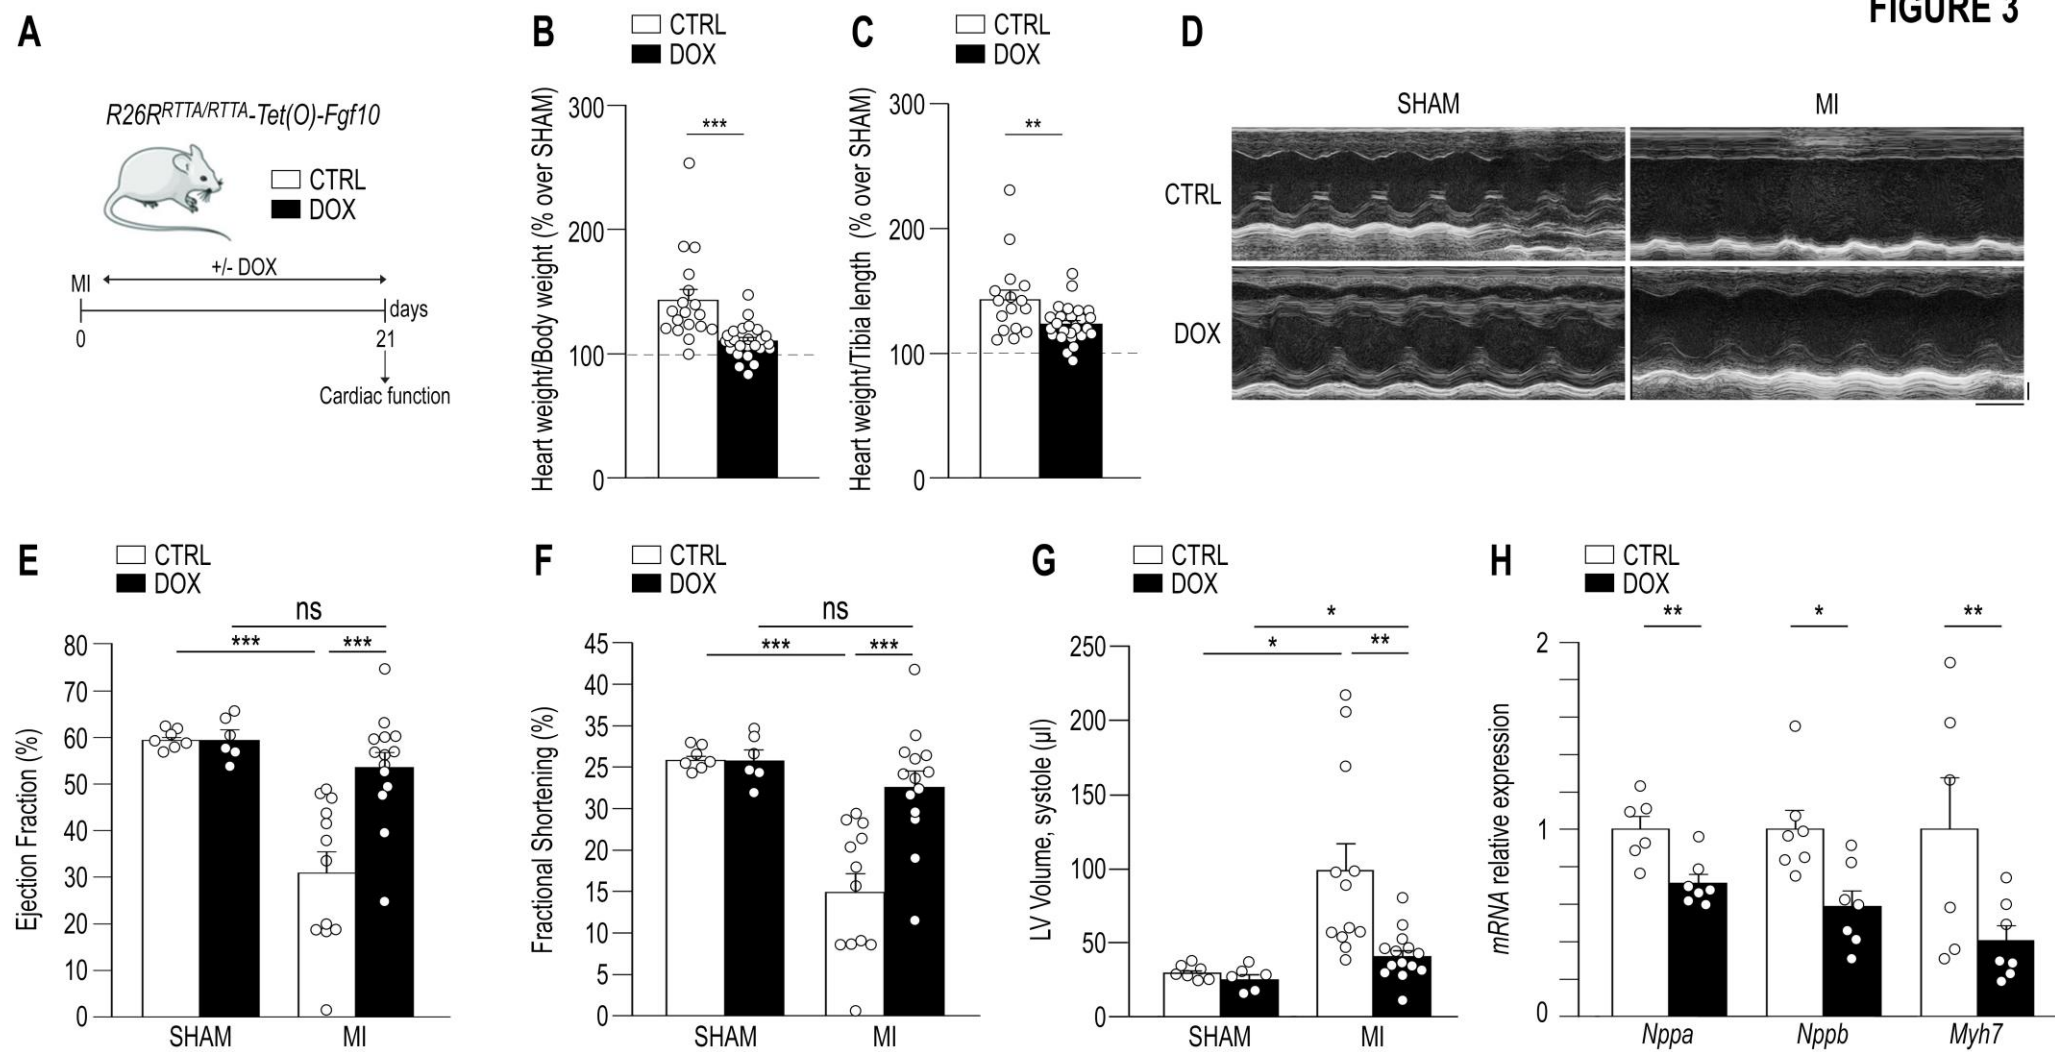 FIGURE 3
A
R26R^RTTA/RTTA-Tet(O)-Fgf10
CTRL
DOX
+/- DOX
MI
days
0
21
Cardiac function
B
CTRL
DOX
Heart weight/Body weight (% over SHAM)
300
200
100
0
***
C
CTRL
DOX
Heart weight/Tibia length (% over SHAM)
300
200
100
0
**
D
SHAM
MI
CTRL
DOX
E
CTRL
DOX
ns
***
***
Ejection Fraction (%)
80
70
60
50
40
30
20
10
0
SHAM
MI
F
CTRL
DOX
ns
***
***
Fractional Shortening (%)
45
40
35
25
30
20
15
10
5
0
SHAM
MI
G
CTRL
DOX
*
*
**
LV Volume, systole (µl)
250
200
150
100
50
0
SHAM
MI
H
CTRL
DOX
**
*
**
mRNA relative expression
2
1
0
Nppa
Nppb
Myh7